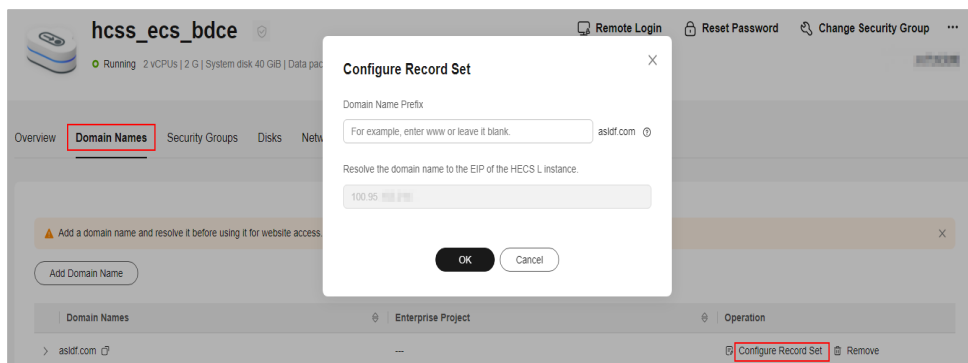 hcss_ecs_bdce
Remote Login
Reset Password
Change Security Group
Running 2 vCPUs | 2 G | System disk 40 GiB | Data pac
Configure Record Set
Domain Name Prefix
For example, enter www or leave it blank.
asldf.com
Overview
Domain Names
Security Groups
Disks
Netw
Resolve the domain name to the EIP of the HECS L instance.
100.95
Add a domain name and resolve it before using it for website access.
OK
Cancel
Add Domain Name
Domain Names
Enterprise Project
Operation
asldf.com
---
Configure Record Set
Remove